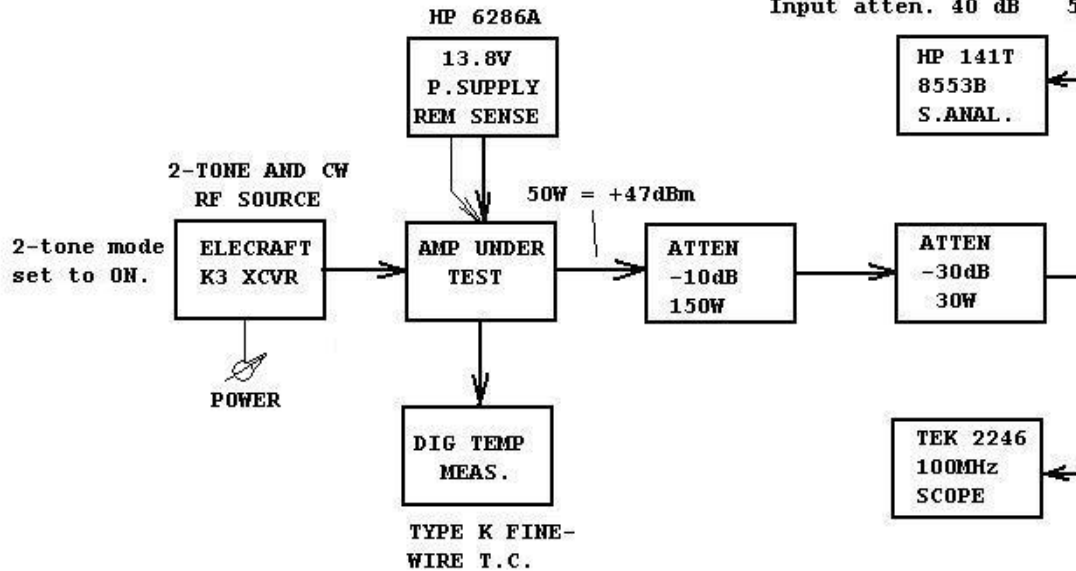 Input atten. 40 dB 5
HP 6286A
13.8V
P.SUPPLY
REM SENSE
HP 141T
8553B
S.ANAL.
2-TONE AND CW
RF SOURCE
50W = +47dBm
2-tone mode
set to ON.
ELECRAFT
K3 XCVR
AMP UNDER
TEST
ATTEN
-10dB
150W
ATTEN
-30dB
30W
POWER
DIG TEMP
MEAS.
TEK 2246
100MHz
SCOPE
TYPE K FINE-
WIRE T.C.